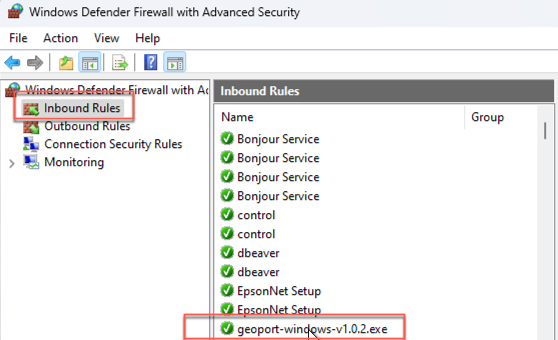 Windows Defender Firewall with Advanced Security
File Action View Help
Windows Defender Firewall with Ad
Inbound Rules
Outbound Rules
Connection Security Rules
Monitoring
Inbound Rules
Name Group
Bonjour Service
Bonjour Service
Bonjour Service
Bonjour Service
control
control
dbeaver
dbeaver
EpsonNet Setup
EpsonNet Setup
geoport-windows-v1.0.2.exe